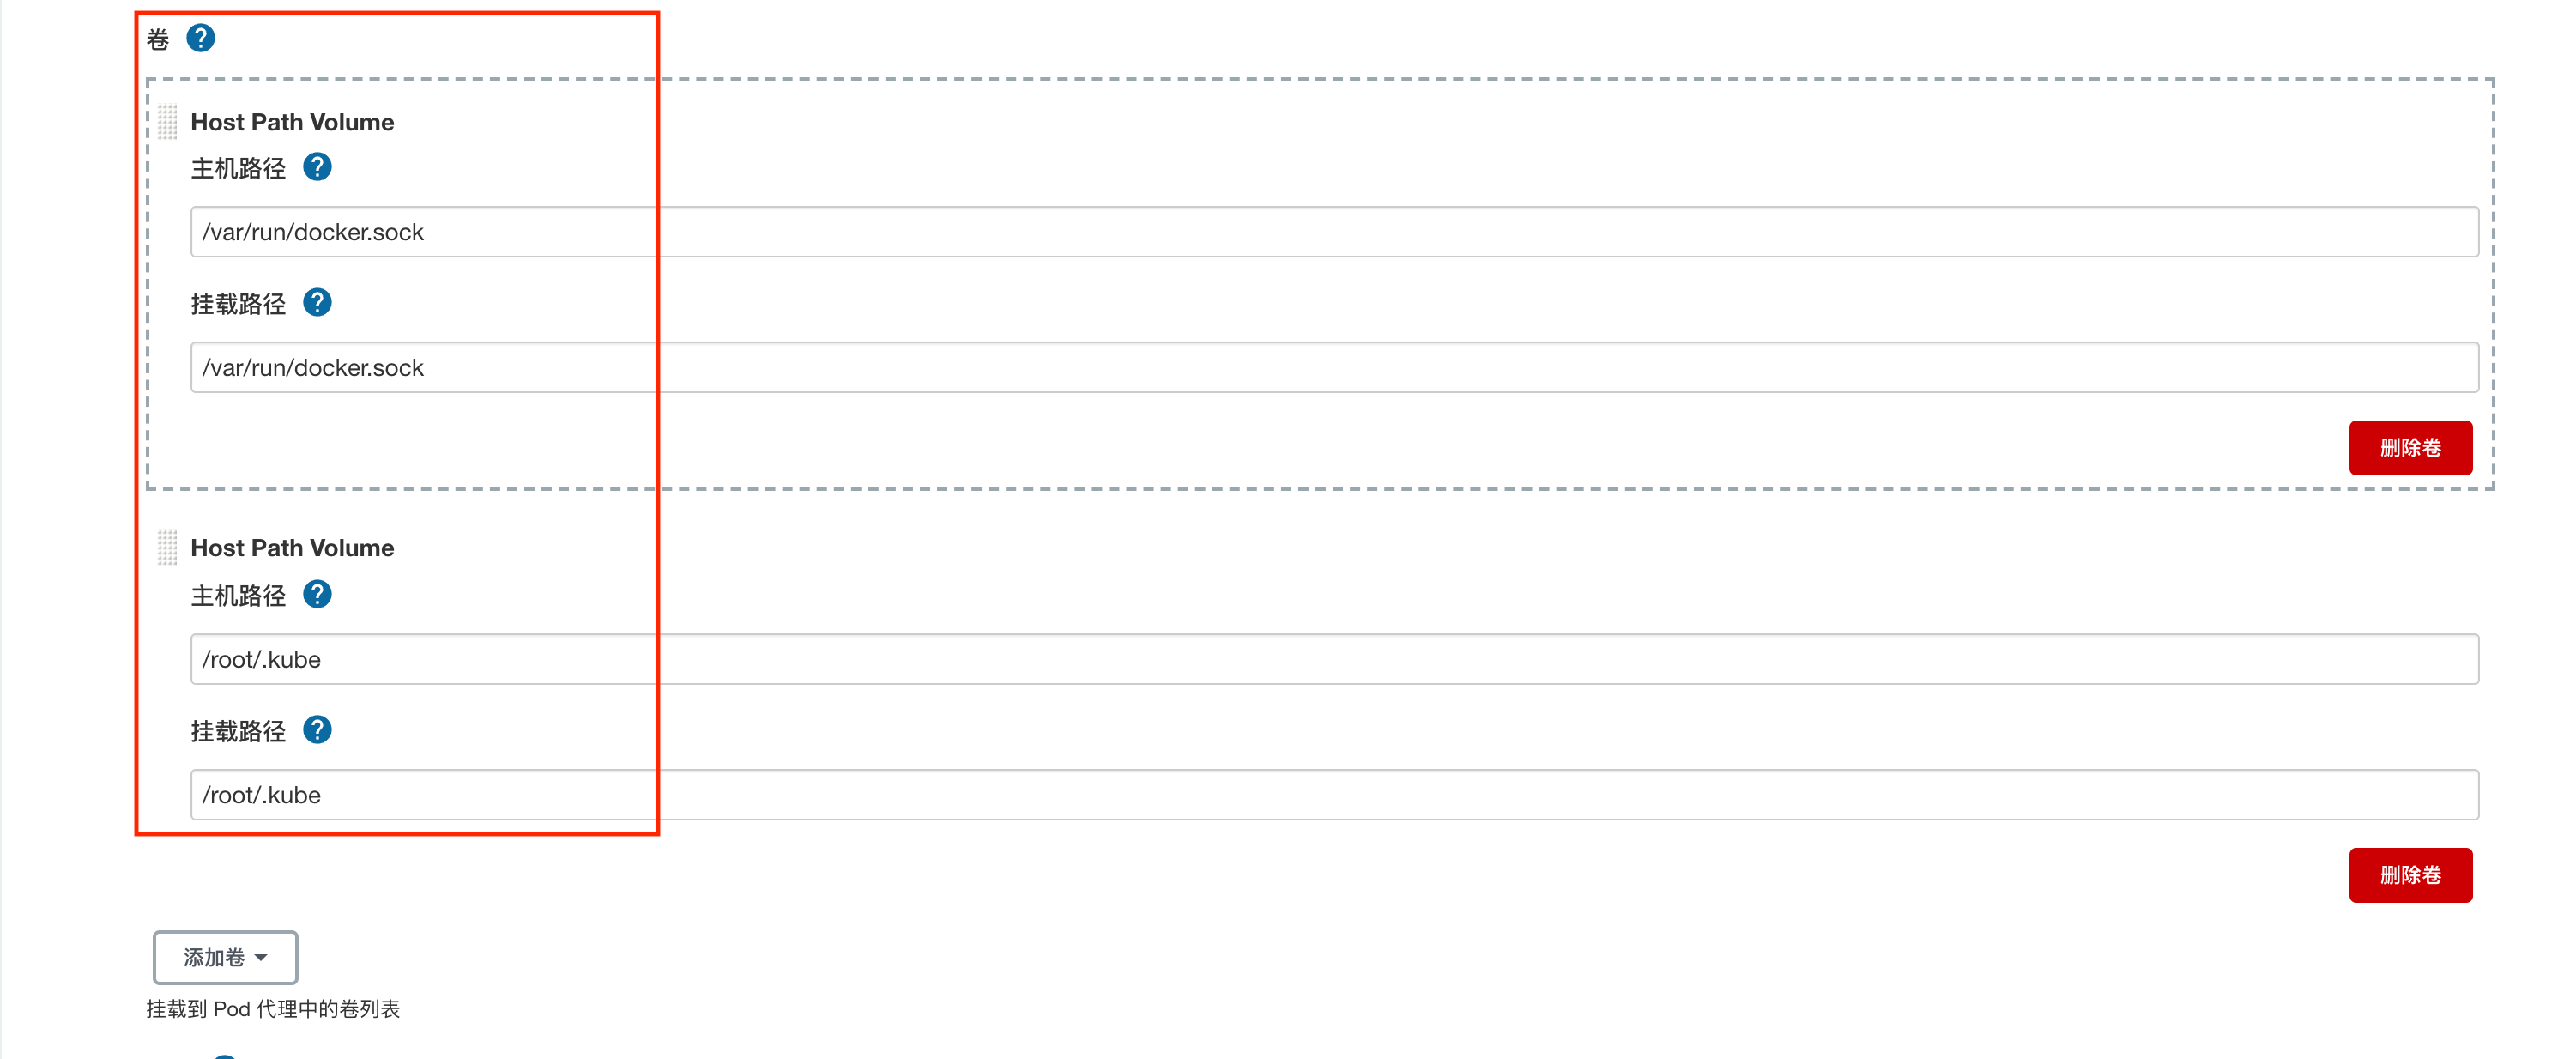 卷 ?
Host Path Volume
主机路径 ?
/var/run/docker.sock
挂载路径 ?
/var/run/docker.sock
删除卷
Host Path Volume
主机路径 ?
/root/.kube
挂载路径 ?
/root/.kube
删除卷
添加卷
挂载到 Pod 代理中的卷列表